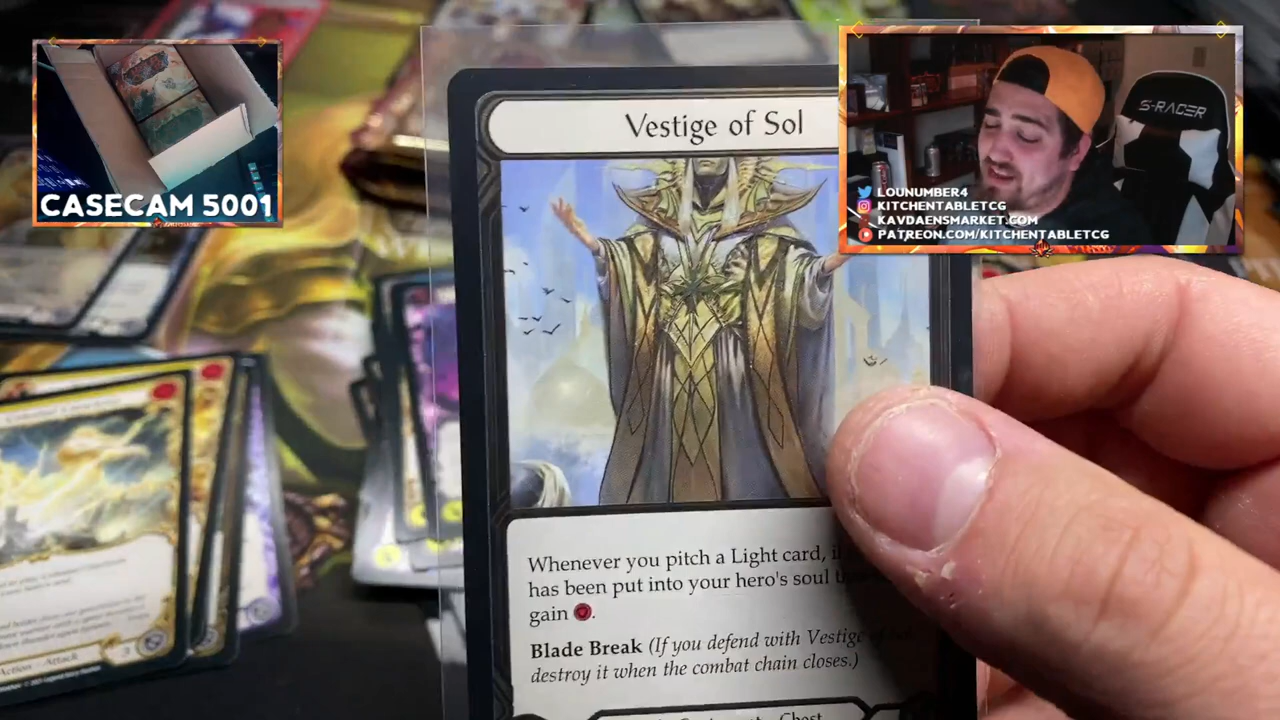 CASECAM 5001
Vestige of Sol
S-RACER
LOUNUMBER4
KITCHENTABLETCG
KAVDAENSMARKET.COM
PATREON.COM/KITCHENTABLETCG
Whenever you pitch a Light card,
has been put into your hero's soul
gain
Blade Break (If you defend with Vestige
destroy it when the combat chain closes.)
Chest
Action - Attack
3